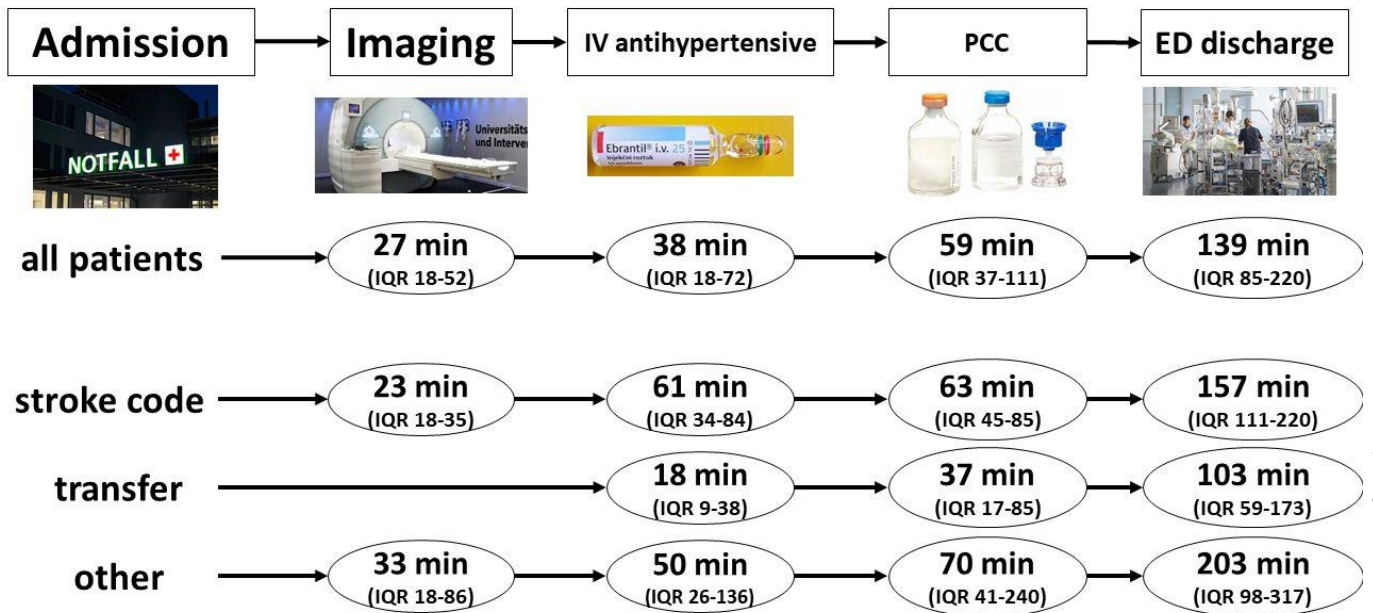 Admission
Imaging
IV antihypertensive
PCC
ED discharge
NOTFALL
Universitäts
und Interven
Ebrantil® i.v. 25
Injekční roztok
all patients
27 min
(IQR 18-52)
38 min
(IQR 18-72)
59 min
(IQR 37-111)
139 min
(IQR 85-220)
stroke code
23 min
(IQR 18-35)
61 min
(IQR 34-84)
63 min
(IQR 45-85)
157 min
(IQR 111-220)
transfer
18 min
(IQR 9-38)
37 min
(IQR 17-85)
103 min
(IQR 59-173)
other
33 min
(IQR 18-86)
50 min
(IQR 26-136)
70 min
(IQR 41-240)
203 min
(IQR 98-317)